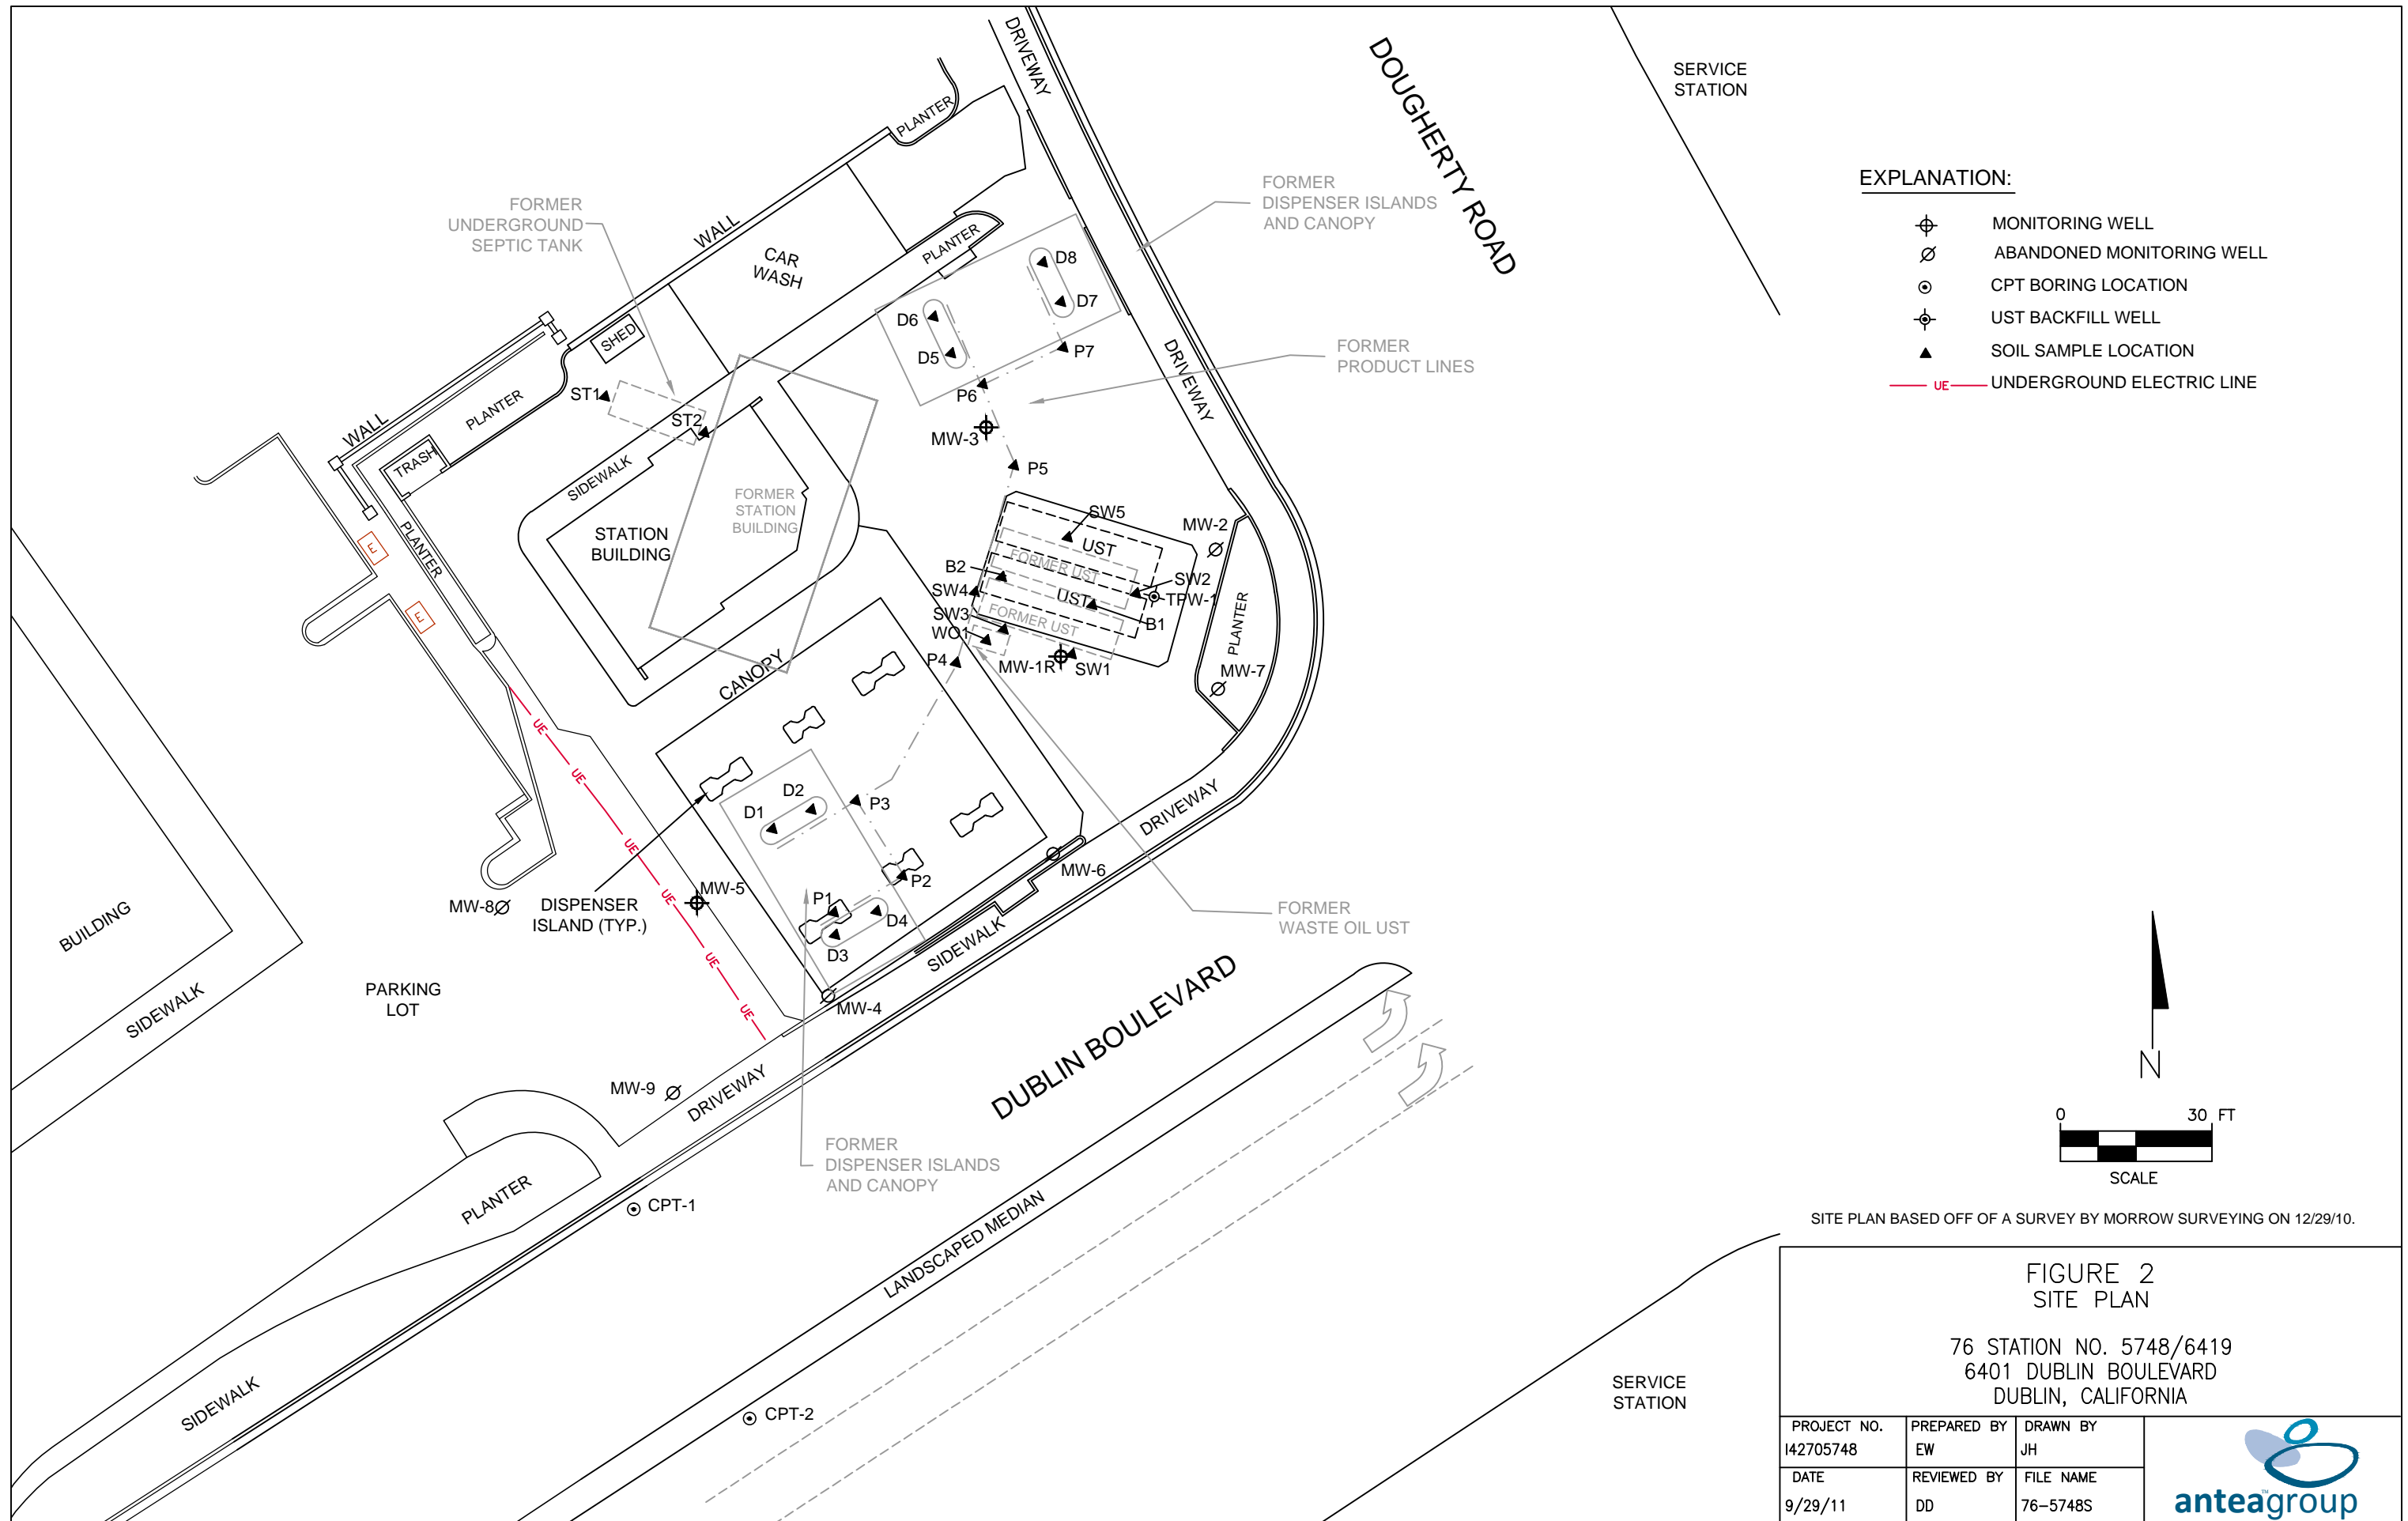 DRIVEWAY
DOUGHERTY ROAD
SERVICE
STATION
PLANTER
FORMER
UNDERGROUND
SEPTIC TANK
WALL
CAR
WASH
PLANTER
FORMER
DISPENSER ISLANDS
AND CANOPY
EXPLANATION:
MONITORING WELL
ABANDONED MONITORING WELL
CPT BORING LOCATION
UST BACKFILL WELL
SOIL SAMPLE LOCATION
UE
UNDERGROUND ELECTRIC LINE
D8
D7
D6
D5
P7
P6
SHED
ST1
ST2
PLANTER
WALL
TRASH
SIDEWALK
MW-3
P5
DRIVEWAY
FORMER
PRODUCT LINES
FORMER
STATION
BUILDING
STATION
BUILDING
PLANTER
E
E
SW5
UST
FORMER UST
MW-2
B2
SW4
SW3
WO1
SW2
TPW-1
UST
FORMER UST
B1
PLANTER
P4
MW-1R
SW1
MW-7
CANOPY
UE
UE
UE
UE
UE
UE
D1
D2
P3
P2
P1
D4
D3
MW-5
MW-8
DISPENSER
ISLAND (TYP.)
MW-6
DRIVEWAY
FORMER
WASTE OIL UST
SIDEWALK
MW-4
BUILDING
SIDEWALK
PARKING
LOT
DUBLIN BOULEVARD
MW-9
DRIVEWAY
FORMER
DISPENSER ISLANDS
AND CANOPY
PLANTER
CPT-1
LANDSCAPED MEDIAN
SIDEWALK
CPT-2
SERVICE
STATION
N
0 30 FT
SCALE
SITE PLAN BASED OFF OF A SURVEY BY MORROW SURVEYING ON 12/29/10.
FIGURE 2
SITE PLAN
76 STATION NO. 5748/6419
6401 DUBLIN BOULEVARD
DUBLIN, CALIFORNIA
PROJECT NO. PREPARED BY DRAWN BY
I42705748 EW JH
DATE REVIEWED BY FILE NAME
9/29/11 DD 76-5748S
anteagroup™